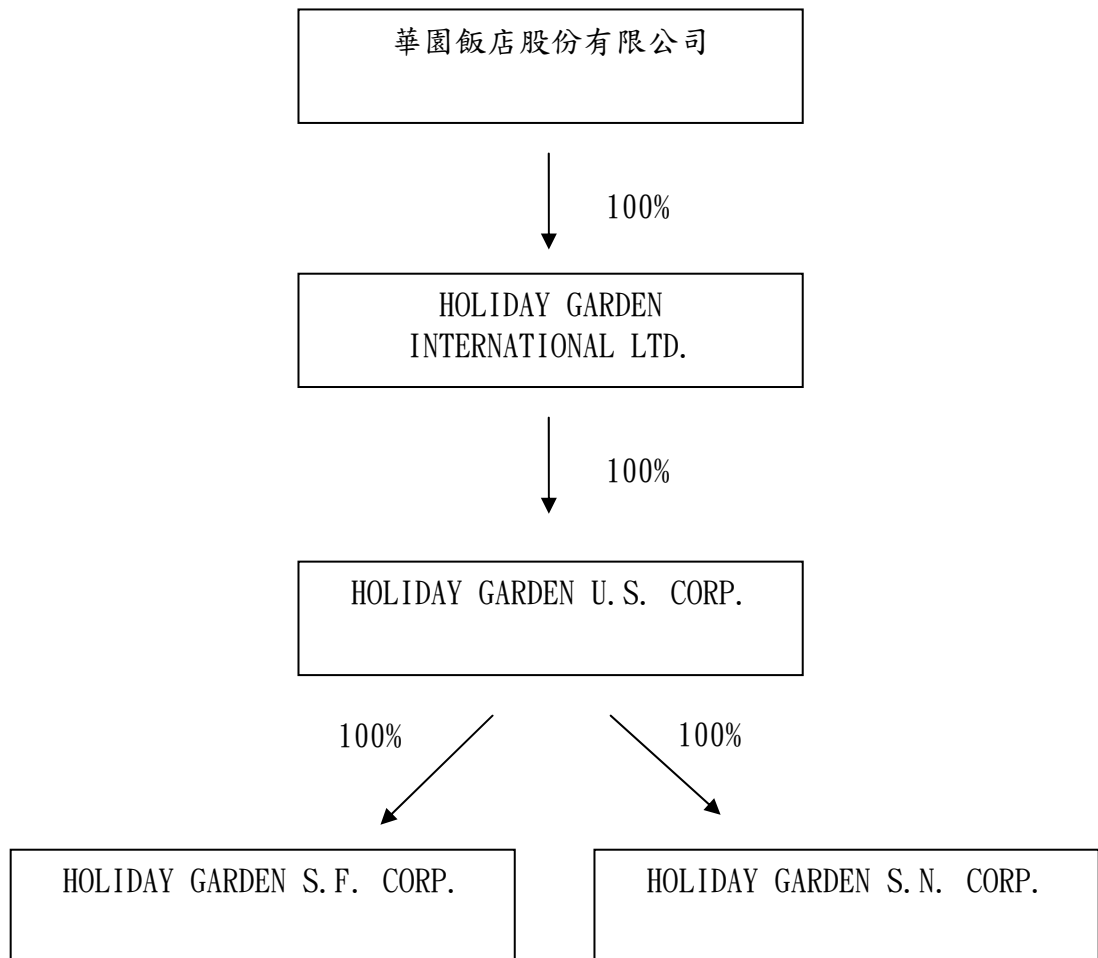 華園飯店股份有限公司
100%
HOLIDAY GARDEN
INTERNATIONAL LTD.
100%
HOLIDAY GARDEN U.S. CORP.
100%
100%
HOLIDAY GARDEN S.F. CORP.
HOLIDAY GARDEN S.N. CORP.